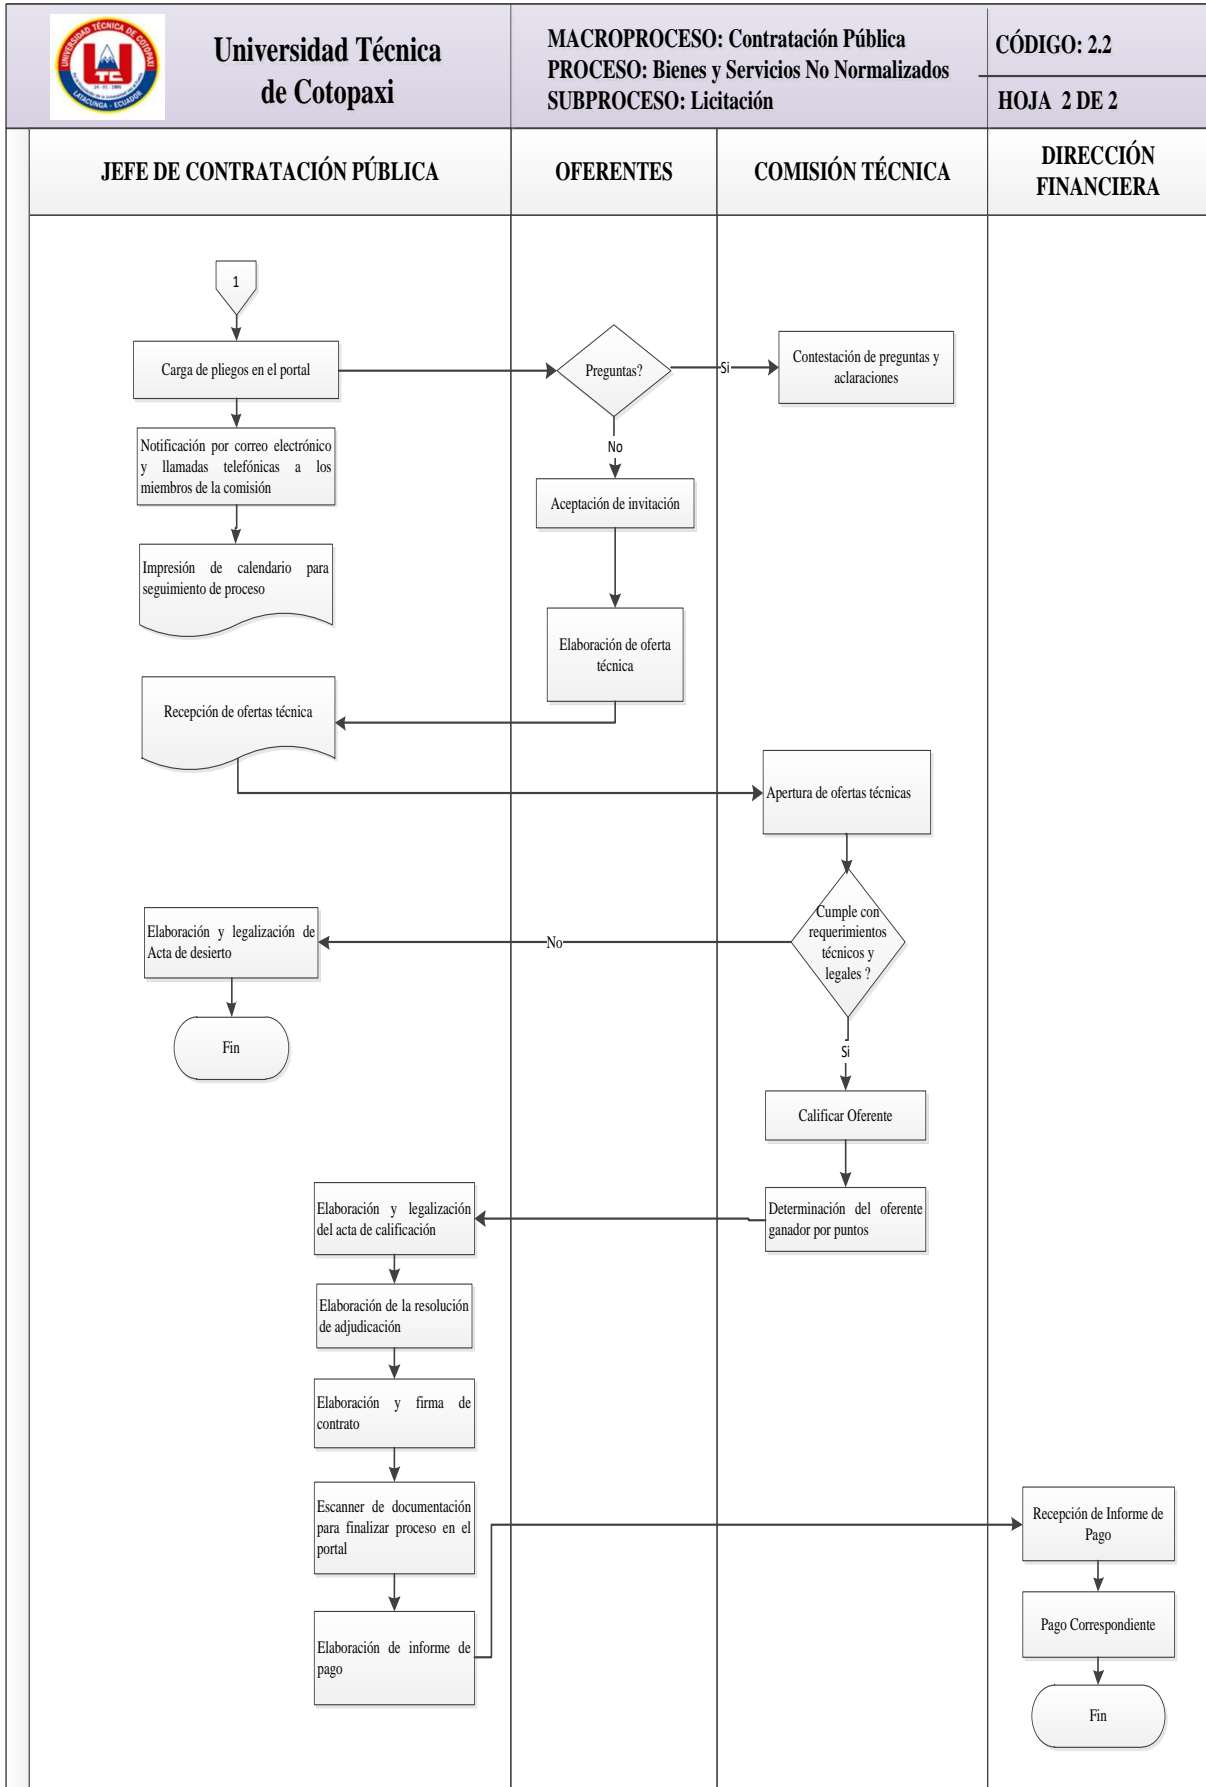 UNIVERSIDAD TÉCNICA DE COTOPAXI
UTC
LATACUNGA - ECUADOR
Universidad Técnica
de Cotopaxi
MACROPROCESO: Contratación Pública
PROCESO: Bienes y Servicios No Normalizados
SUBPROCESO: Licitación
CÓDIGO: 2.2
HOJA 2 DE 2
JEFE DE CONTRATACIÓN PÚBLICA
OFERENTES
COMISIÓN TÉCNICA
DIRECCIÓN
FINANCIERA
1
Carga de pliegos en el portal
Preguntas?
Si
Contestación de preguntas y
aclaraciones
Notificación por correo electrónico
y llamadas telefónicas a los
miembros de la comisión
No
Aceptación de invitación
Impresión de calendario para
seguimiento de proceso
Elaboración de oferta
técnica
Recepción de ofertas técnica
Apertura de ofertas técnicas
Cumple con
requerimientos
técnicos y
legales ?
No
Elaboración y legalización de
Acta de desierto
Fin
Si
Calificar Oferente
Determinación del oferente
ganador por puntos
Elaboración y legalización
del acta de calificación
Elaboración de la resolución
de adjudicación
Elaboración y firma de
contrato
Escanner de documentación
para finalizar proceso en el
portal
Elaboración de informe de
pago
Recepción de Informe de
Pago
Pago Correspondiente
Fin